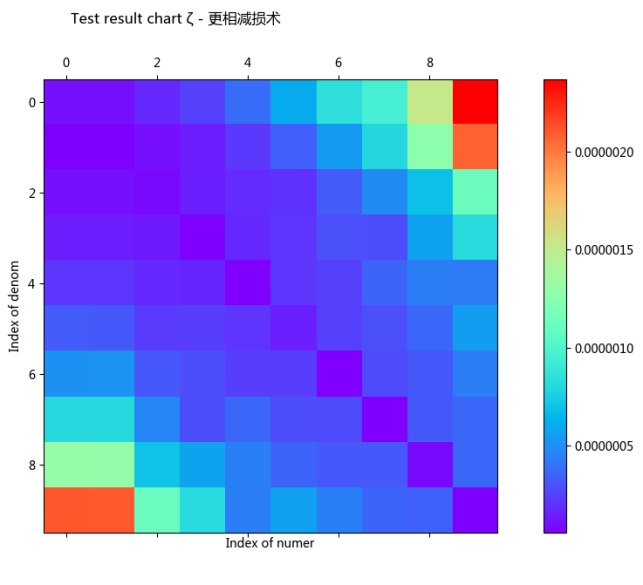 Test result chart ζ - 更相减损术
0 2 4 6 8
0
2
4
6
8
Index of denom
Index of numer
0.0000020
0.0000015
0.0000010
0.0000005